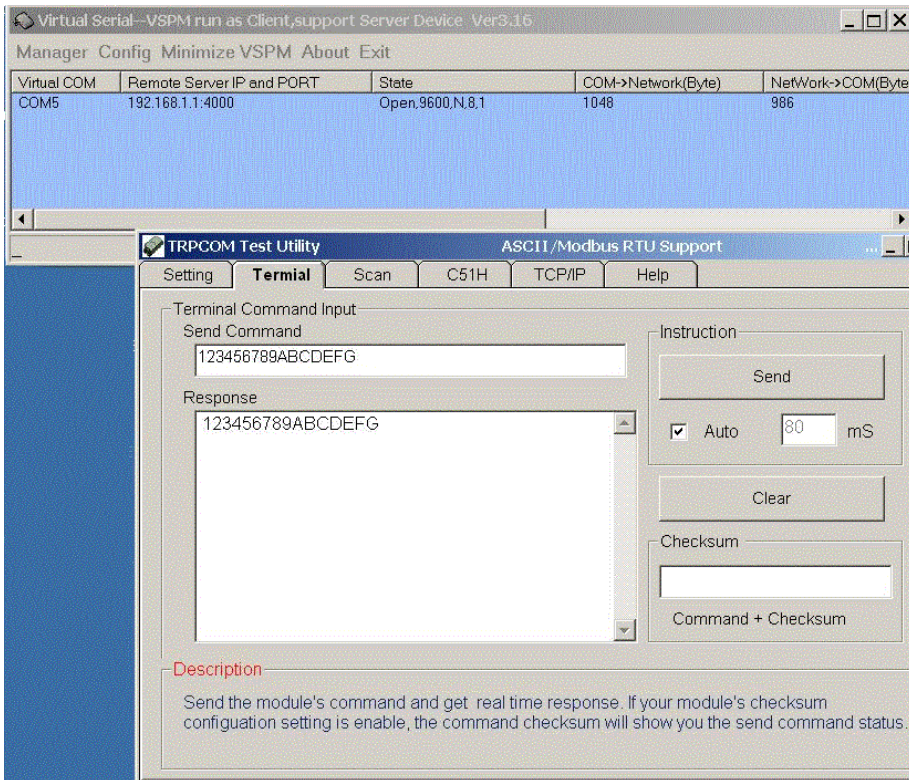 Virtual Serial--VSPM run as Client,support Server Device Ver3.16
Manager Config Minimize VSPM About Exit
Virtual COM Remote Server IP and PORT State COM->Network(Byte) NetWork->COM(Byte
COM5 192.168.1.1:4000 Open,9600,N,8,1 1048 986
TRPCOM Test Utility ASCII/Modbus RTU Support ...
Setting Termial Scan C51H TCP/IP Help
Terminal Command Input
Send Command
123456789ABCDEFG
Response
123456789ABCDEFG
Instruction
Send
Auto 80 mS
Clear
Checksum
Command + Checksum
Description
Send the module's command and get real time response. If your module's checksum
configuation setting is enable, the command checksum will show you the send command status.